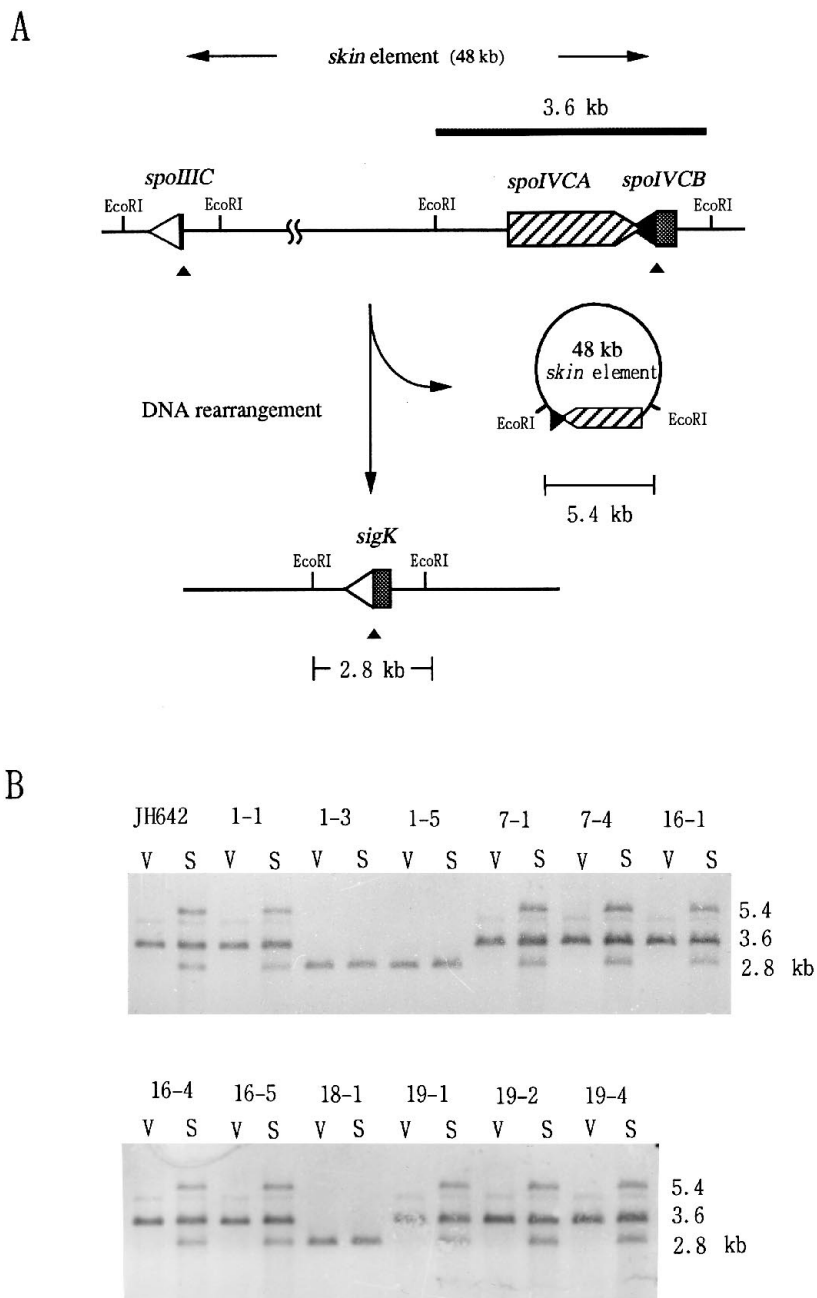 A
skin element (48 kb)
3.6 kb
spoIIIC
spoIVCA
spoIVCB
EcoRI
EcoRI
EcoRI
EcoRI
48 kb
skin element
DNA rearrangement
EcoRI
EcoRI
5.4 kb
sigK
EcoRI
EcoRI
2.8 kb
B
JH642 1-1 1-3 1-5 7-1 7-4 16-1
V S V S V S V S V S V S V S
5.4
3.6
2.8 kb
16-4 16-5 18-1 19-1 19-2 19-4
V S V S V S V S V S V S
5.4
3.6
2.8 kb